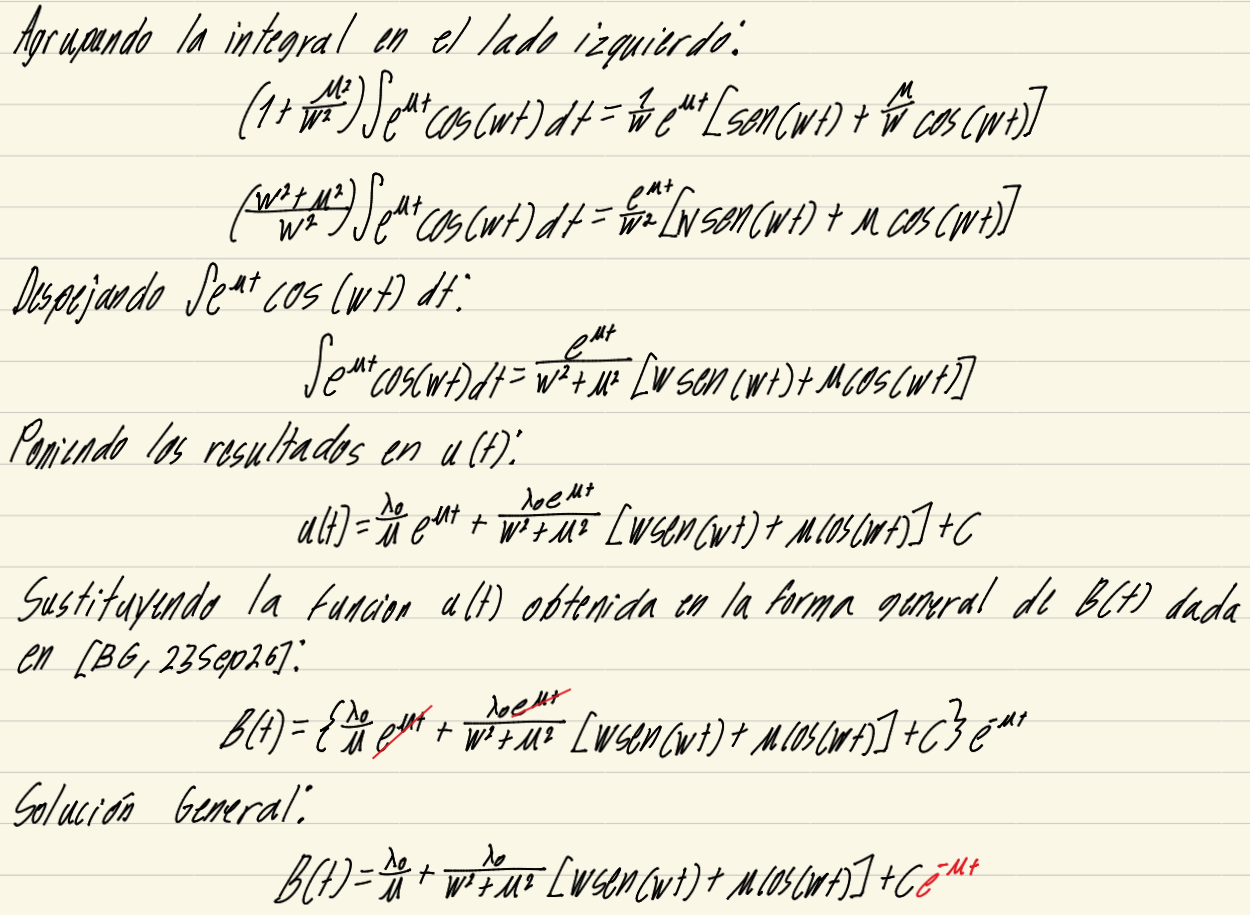 Agrupando la integral en el lado izquierdo:
(1 + μ²/w²) ∫e^{μt} cos(wt) dt = 1/w e^{μt} [sen(wt) + μ/w cos(wt)]
((w² + μ²)/w²) ∫e^{μt} cos(wt) dt = e^{μt}/w² [w sen(wt) + μ cos(wt)]
Despejando ∫e^{μt} cos (wt) dt:
∫e^{μt} cos(wt) dt = e^{μt}/(w² + μ²) [w sen(wt) + μ cos(wt)]
Poniendo los resultados en u(t):
u(t) = λ₀/μ e^{μt} + λ₀e^{μt}/(w² + μ²) [w sen(wt) + μ cos(wt)] + C
Sustituyendo la funcion u(t) obtenida en la forma general de B(t) dada
en [BG, 23Sep26]:
B(t) = {λ₀/μ e^{μt} + λ₀e^{μt}/(w² + μ²) [w sen(wt) + μ cos(wt)] + C} e^{-μt}
Solución General:
B(t) = λ₀/μ + λ₀/(w² + μ²) [w sen(wt) + μ cos(wt)] + C e^{-μt}